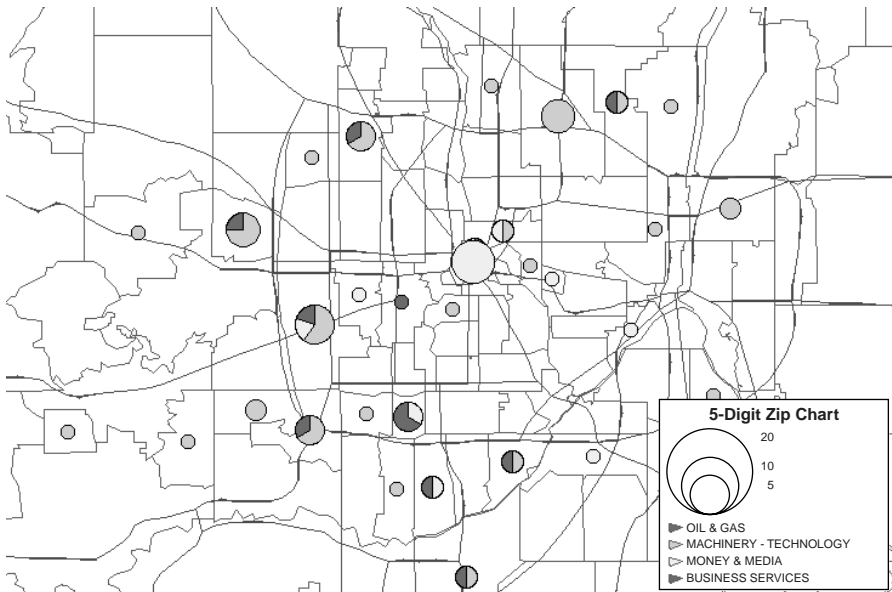 5-Digit Zip Chart
20
10
5
OIL & GAS
MACHINERY - TECHNOLOGY
MONEY & MEDIA
BUSINESS SERVICES